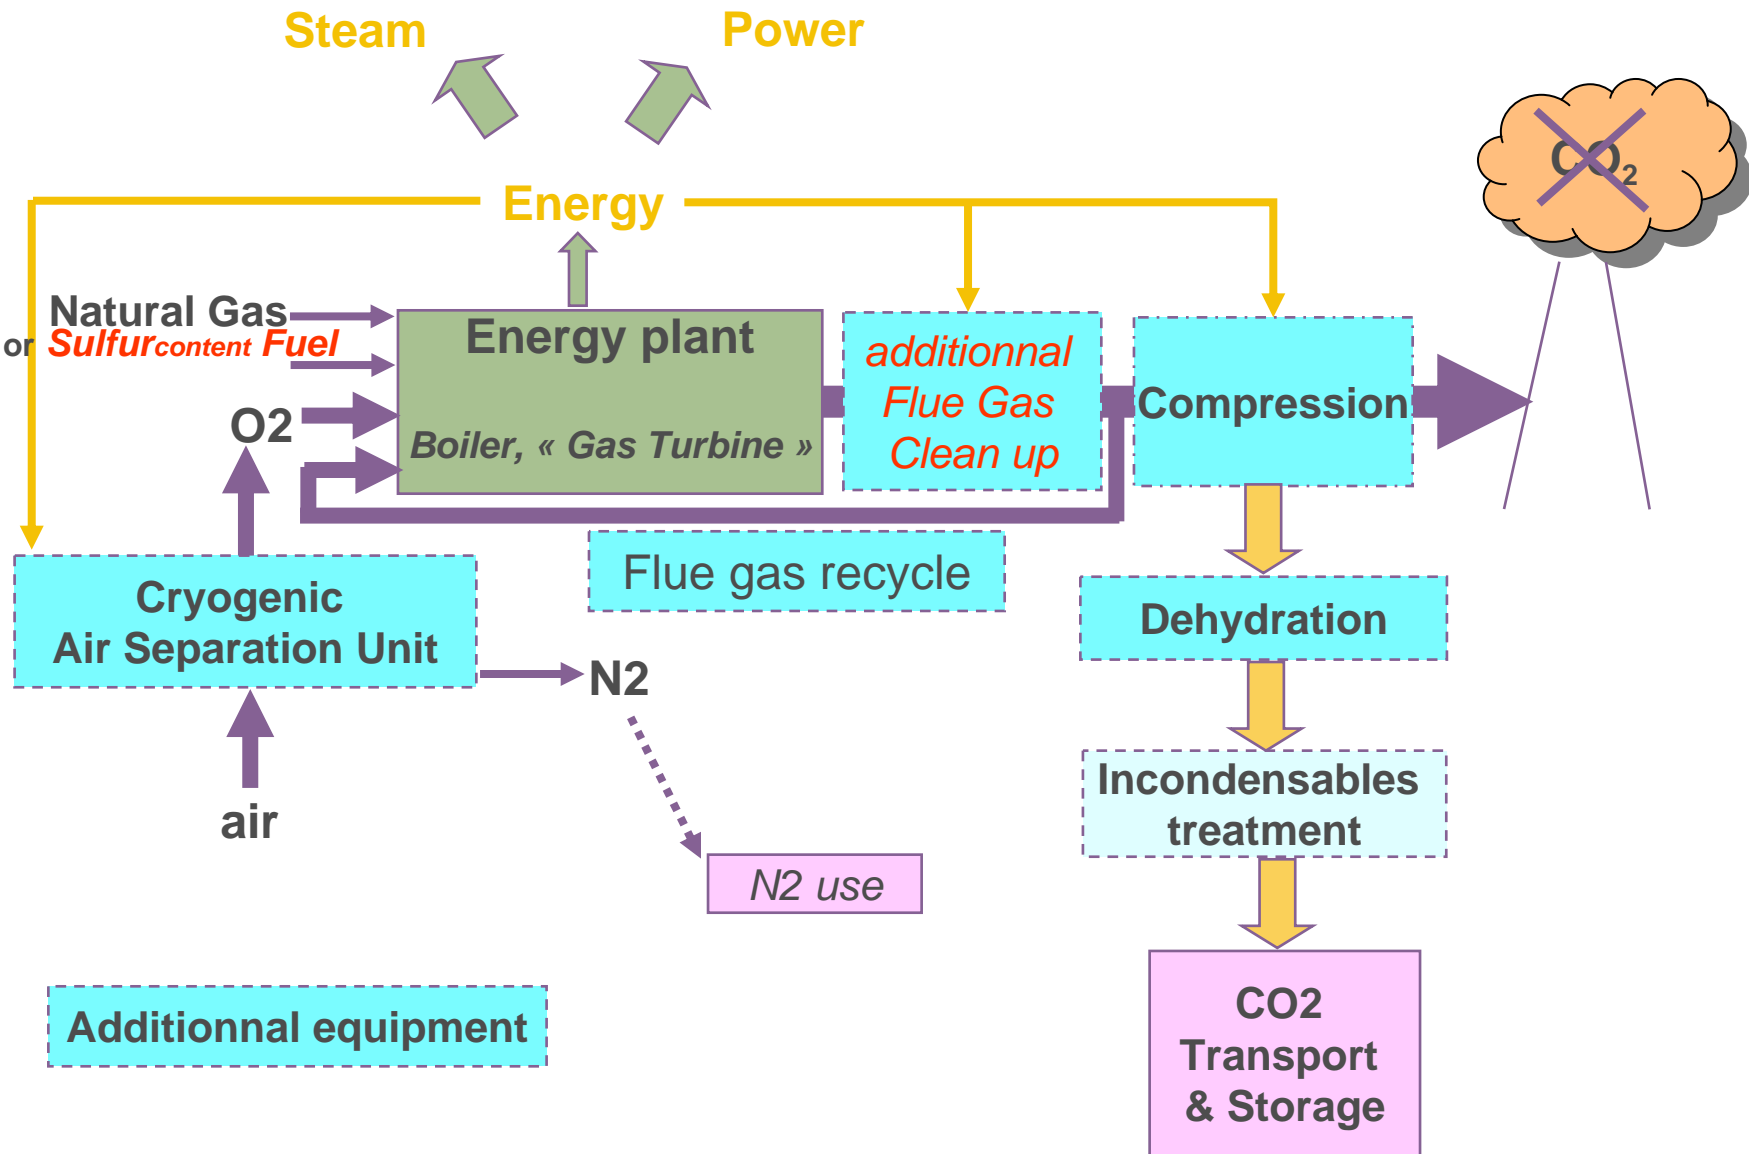 Steam
Power
CO2
Energy
Natural Gas
or Sulfurcontent Fuel
Energy plant
Boiler, « Gas Turbine »
additionnal
Flue Gas
Clean up
Compression
O2
Flue gas recycle
Cryogenic
Air Separation Unit
Dehydration
N2
Incondensables
treatment
air
N2 use
Additionnal equipment
CO2
Transport
& Storage